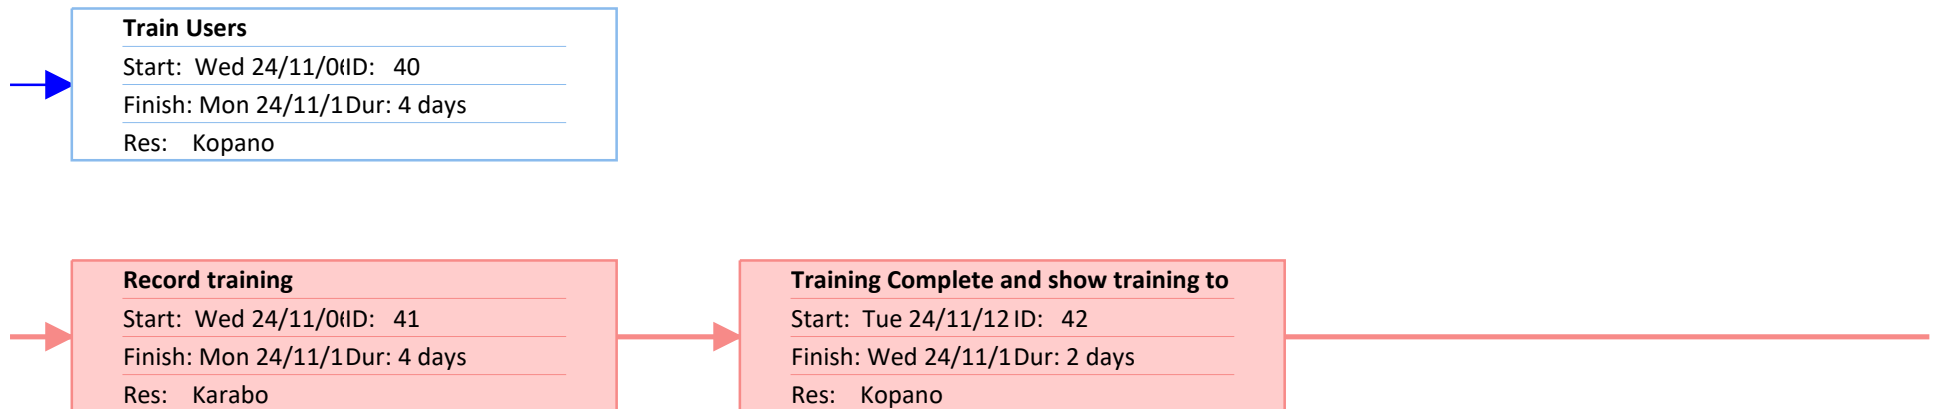 Train Users
Start: Wed 24/11/0 ID: 40
Finish: Mon 24/11/1 Dur: 4 days
Res: Kopano
Record training
Start: Wed 24/11/0 ID: 41
Finish: Mon 24/11/1 Dur: 4 days
Res: Karabo
Training Complete and show training to
Start: Tue 24/11/12 ID: 42
Finish: Wed 24/11/1 Dur: 2 days
Res: Kopano